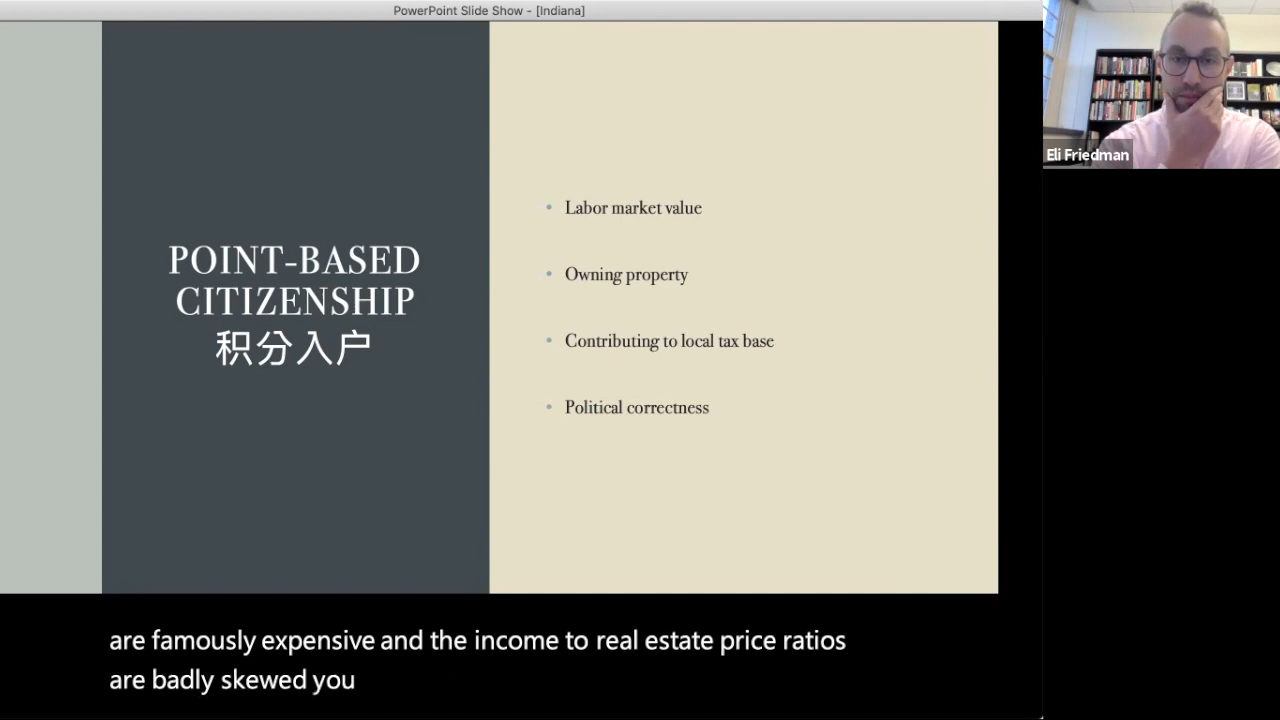 PowerPoint Slide Show - [Indiana]
POINT-BASED
CITIZENSHIP
积分入户
• Labor market value
• Owning property
• Contributing to local tax base
• Political correctness
Eli Friedman
are famously expensive and the income to real estate price ratios
are badly skewed you